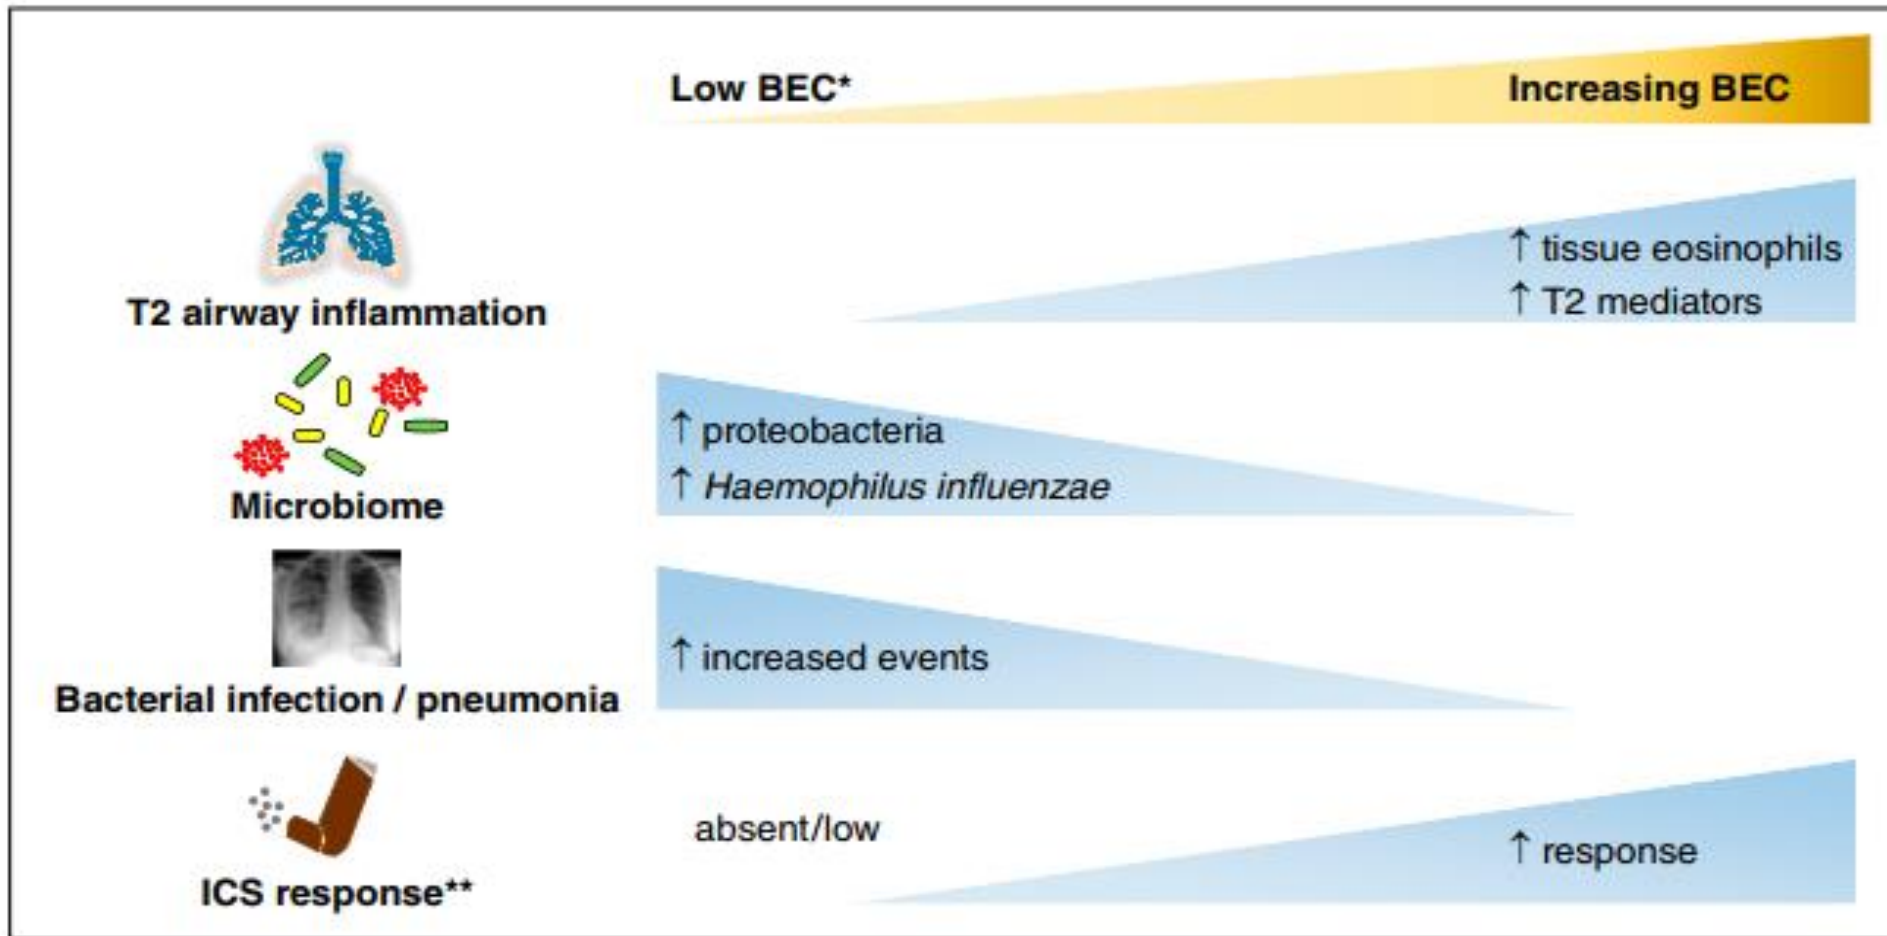 Low BEC*
Increasing BEC
T2 airway inflammation
↑ tissue eosinophils
↑ T2 mediators
Microbiome
↑ proteobacteria
↑ Haemophilus influenzae
Bacterial infection / pneumonia
↑ increased events
ICS response**
absent/low
↑ response